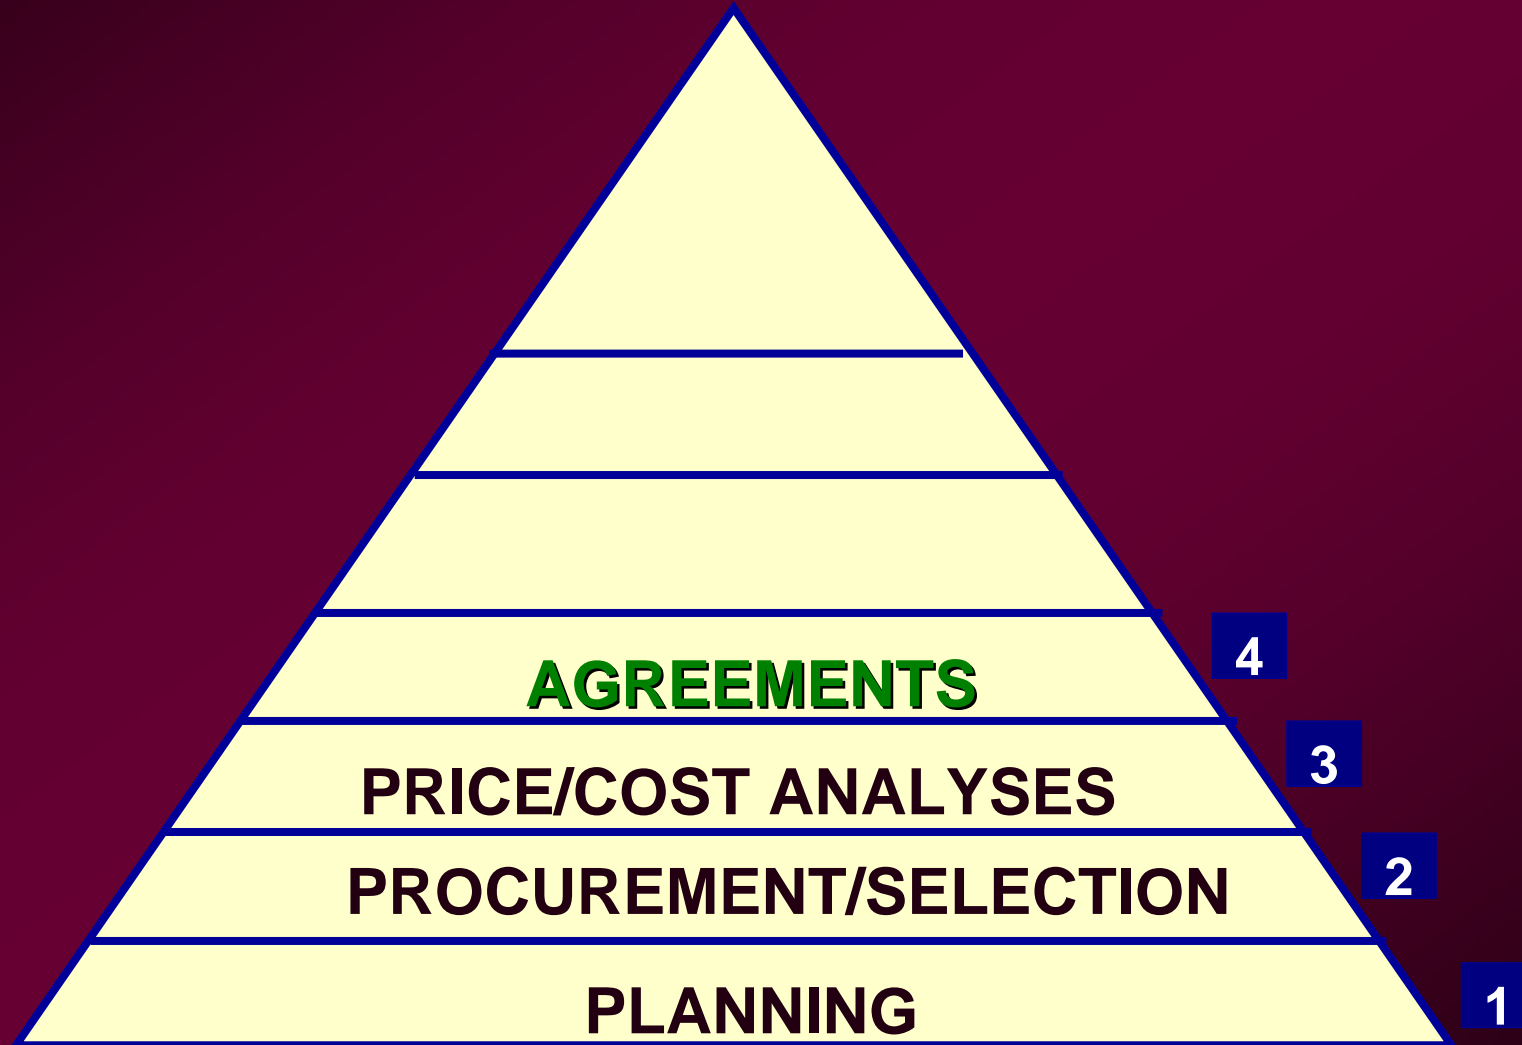 AGREEMENTS 4
PRICE/COST ANALYSES 3
PROCUREMENT/SELECTION 2
PLANNING 1